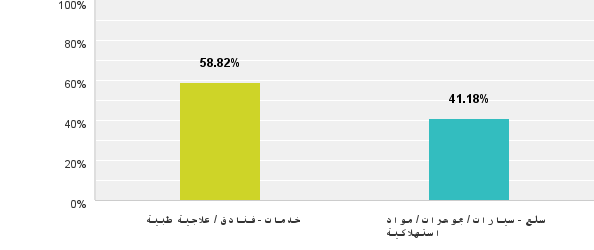 100%
80%
60%
40%
20%
0%
58.82%
41.18%
خدمات - فنادق / علاجية طبية
سلع - سيارات / مجوهرات / مواد
استهلاكية